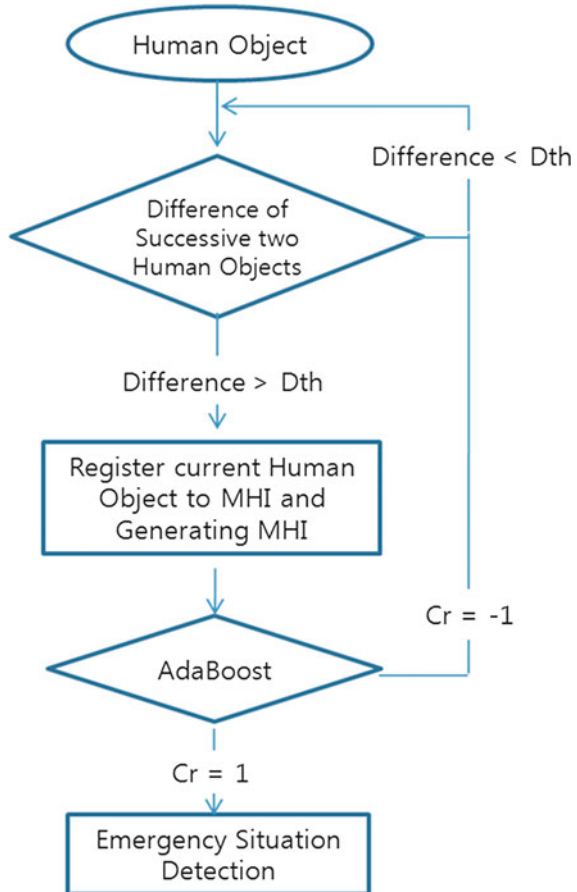 Human Object
Difference < Dth
Difference of
Successive two
Human Objects
Difference > Dth
Register current Human
Object to MHI and
Generating MHI
Cr = -1
AdaBoost
Cr = 1
Emergency Situation
Detection